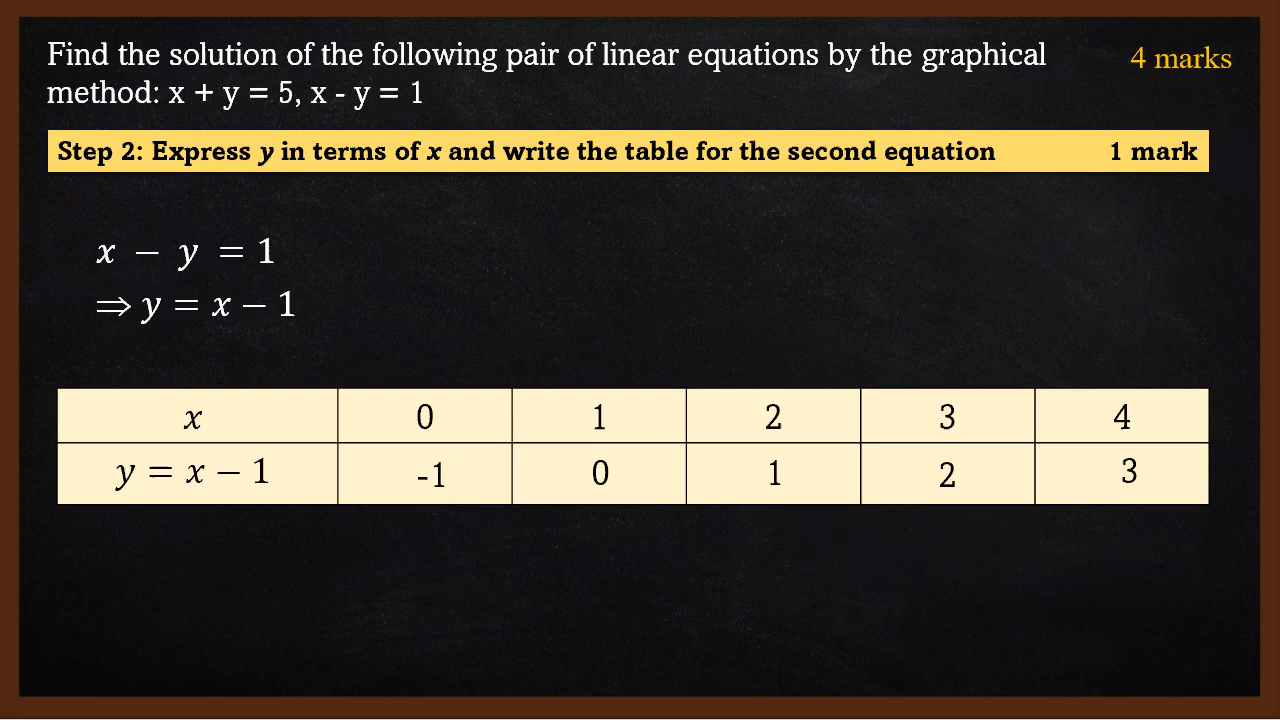 Find the solution of the following pair of linear equations by the graphical 4 marks
method: x + y = 5, x - y = 1
Step 2: Express y in terms of x and write the table for the second equation 1 mark
x − y = 1
⇒ y = x − 1
x 0 1 2 3 4
y = x − 1 -1 0 1 2 3